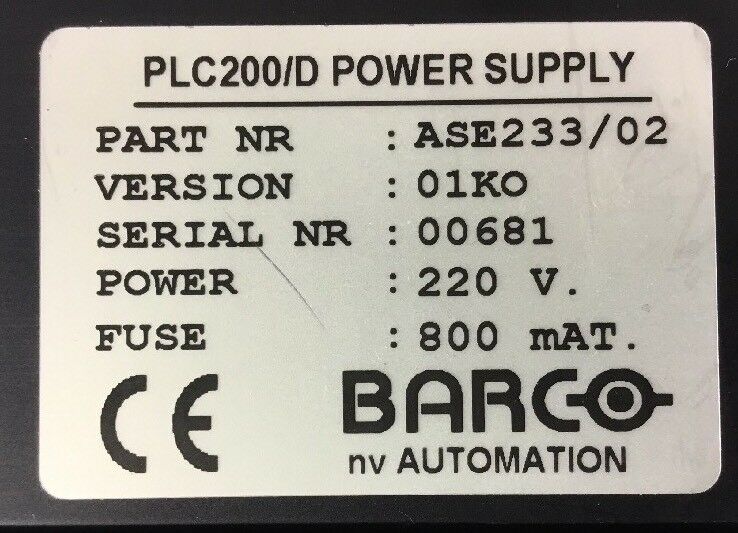 PLC200/D POWER SUPPLY
PART NR : ASE233/02
VERSION : 01KO
SERIAL NR : 00681
POWER : 220 V.
FUSE : 800 mAT.
CE BARCO
nv AUTOMATION